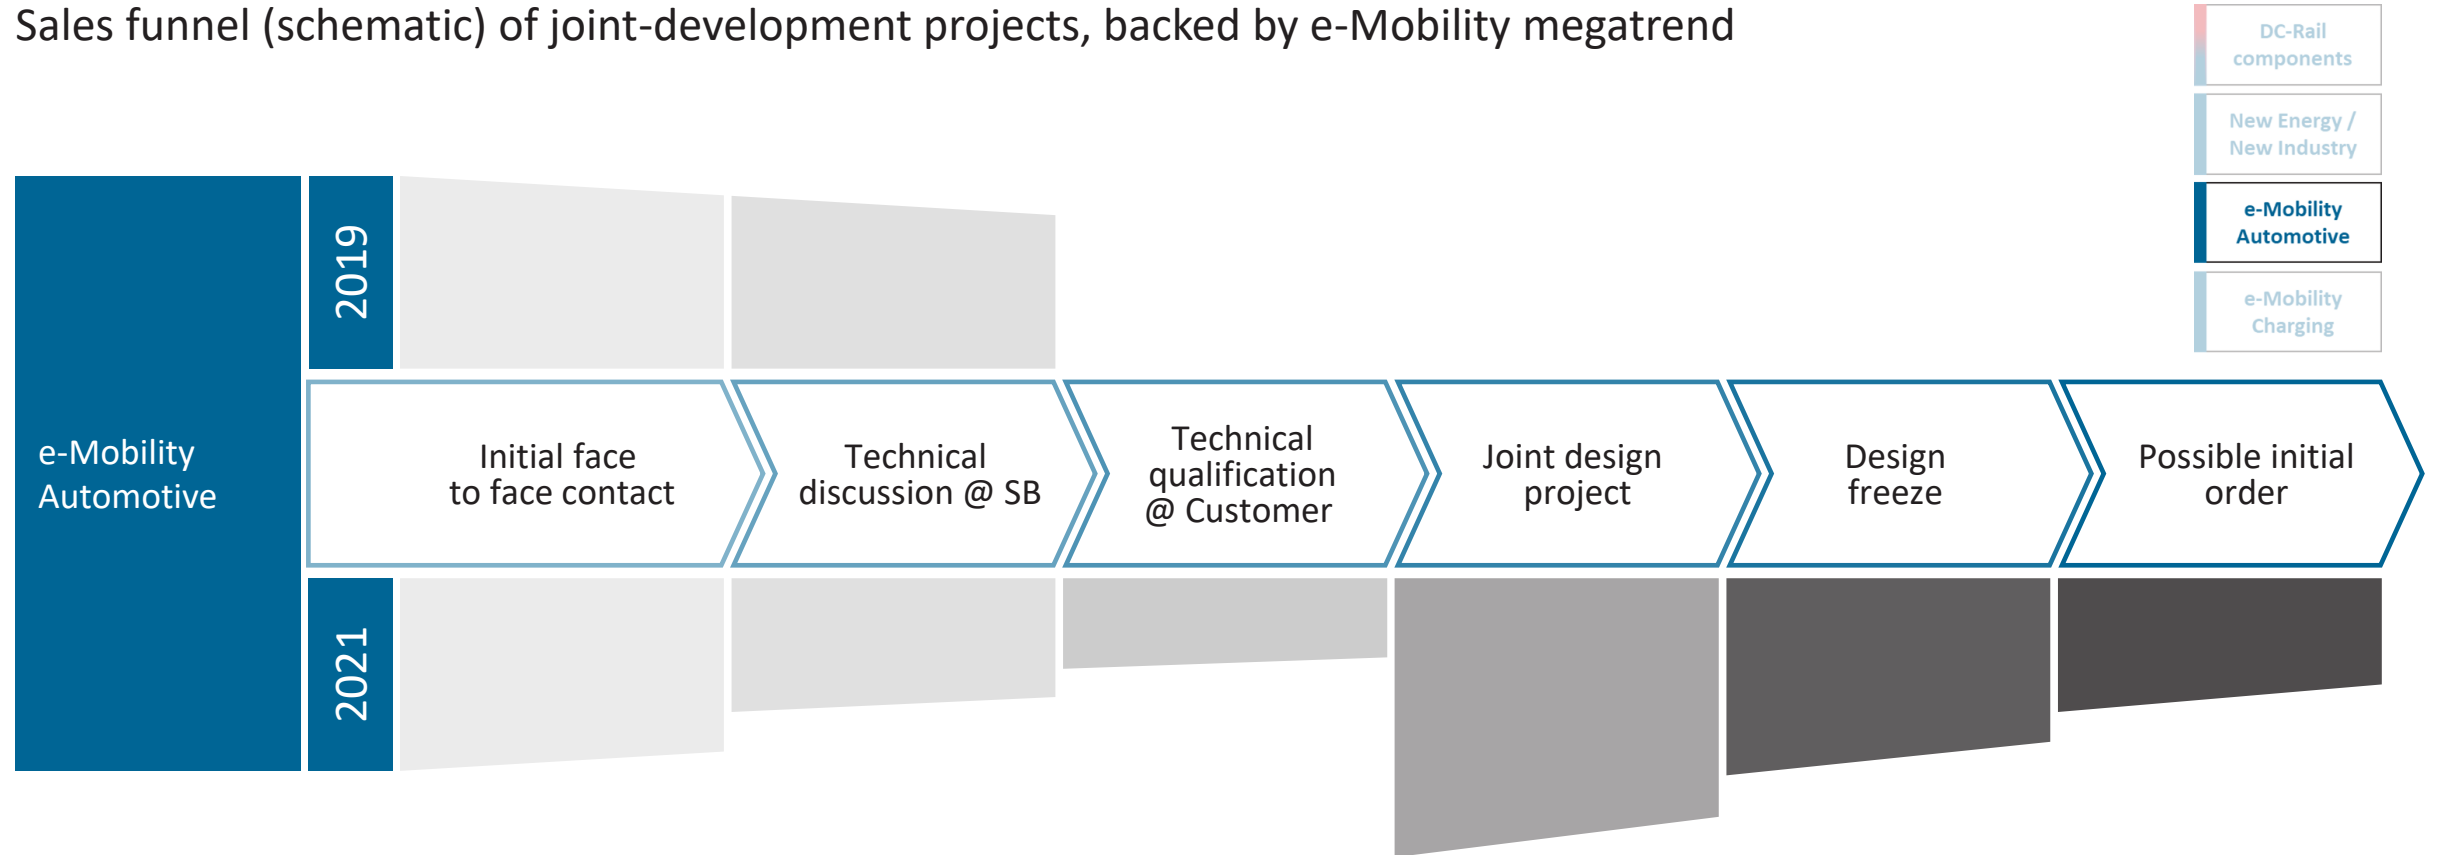 Sales funnel (schematic) of joint-development projects, backed by e-Mobility megatrend
DC-Rail
components
New Energy /
New Industry
e-Mobility
Automotive
e-Mobility
Charging
2019
e-Mobility
Automotive
Initial face
to face contact
Technical
discussion @ SB
Technical
qualification
@ Customer
Joint design
project
Design
freeze
Possible initial
order
2021